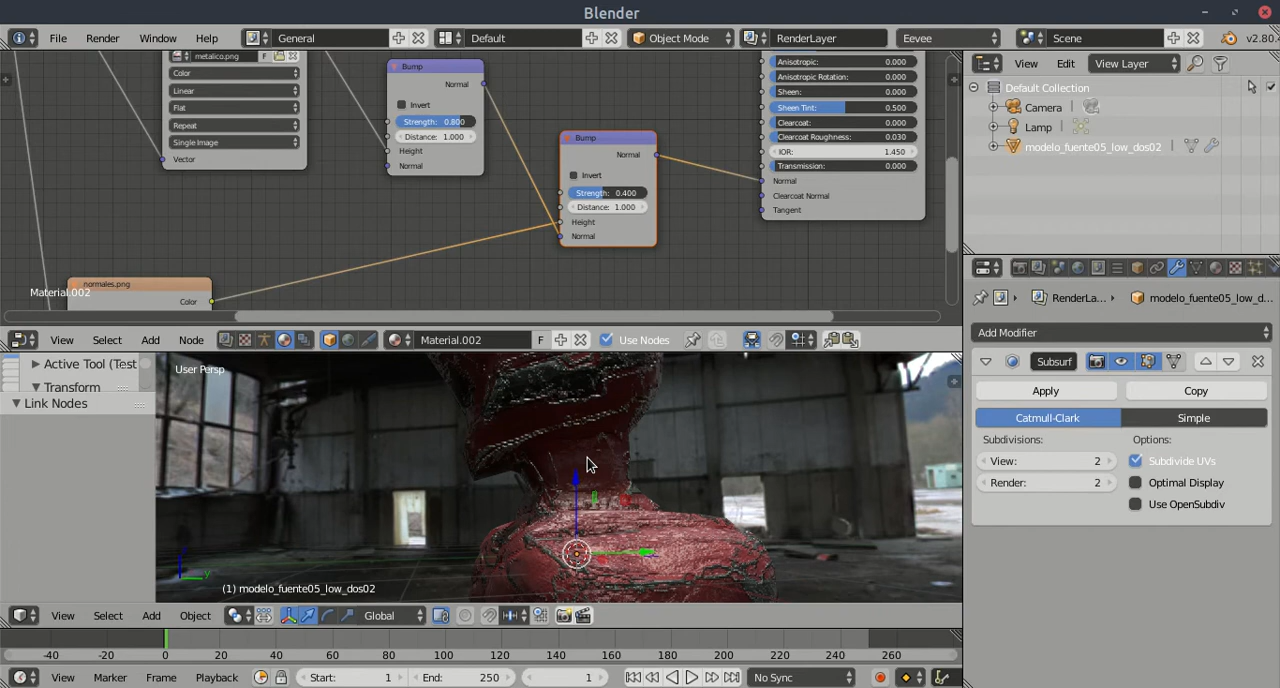 Blender
File Render Window Help General Default Object Mode RenderLayer Eevee Scene v2.80.
metalico.png F
Color
Linear
Flat
Repeat
Single Image
Vector
Bump
Normal
Invert
Strength: 0.800
Distance: 1.000
Height
Normal
Bump
Normal
Invert
Strength: 0.400
Distance: 1.000
Height
Normal
Anisotropic: 0.000
Anisotropic Rotation: 0.000
Sheen: 0.000
Sheen Tint: 0.500
Clearcoat: 0.000
Clearcoat Roughness: 0.030
IOR: 1.450
Transmission: 0.000
Normal
Clearcoat Normal
Tangent
normales.png
Color
Material.002
View Select Add Node Material.002 F Use Nodes
Active Tool (Test
Transform
Link Nodes
User Persp
(1) modelo_fuente05_low_dos02
View Select Add Object Global
-40 -20 0 20 40 60 80 100 120 140 160 180 200 220 240 260
View Marker Frame Playback Start: 1 End: 250 1 No Sync
View Edit View Layer
Default Collection
Camera
Lamp
modelo_fuente05_low_dos02
RenderLa... modelo_fuente05_low_d...
Add Modifier
Subsurf
Apply Copy
Catmull-Clark Simple
Subdivisions: Options:
View: 2 Subdivide UVs
Render: 2 Optimal Display
Use OpenSubdiv